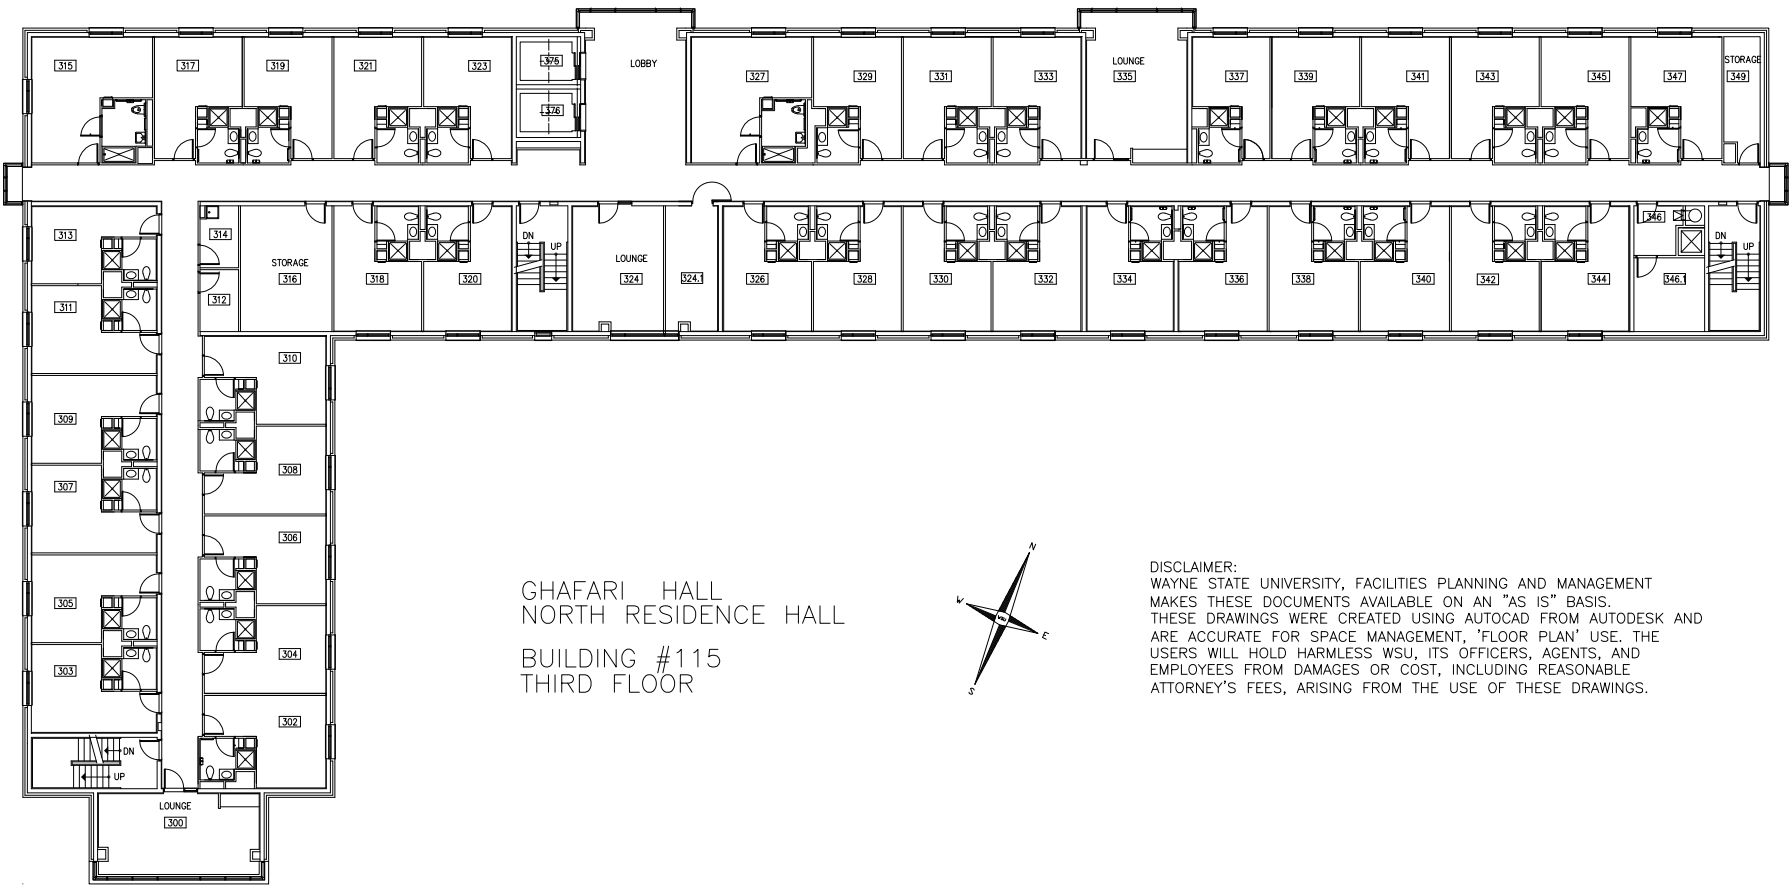 315
317
319
321
323
375
376
LOBBY
327
329
331
333
LOUNGE
335
337
339
341
343
345
347
STORAGE
349
313
314
STORAGE
316
312
318
320
DN
UP
LOUNGE
324
324.1
326
328
330
332
334
336
338
340
342
344
346
346.1
DN
UP
311
310
309
308
307
306
305
304
303
302
DN
UP
LOUNGE
300
GHAFARI HALL
NORTH RESIDENCE HALL
BUILDING #115
THIRD FLOOR
N
W
WSU
E
S
DISCLAIMER:
WAYNE STATE UNIVERSITY, FACILITIES PLANNING AND MANAGEMENT
MAKES THESE DOCUMENTS AVAILABLE ON AN "AS IS" BASIS.
THESE DRAWINGS WERE CREATED USING AUTOCAD FROM AUTODESK AND
ARE ACCURATE FOR SPACE MANAGEMENT, 'FLOOR PLAN' USE. THE
USERS WILL HOLD HARMLESS WSU, ITS OFFICERS, AGENTS, AND
EMPLOYEES FROM DAMAGES OR COST, INCLUDING REASONABLE
ATTORNEY'S FEES, ARISING FROM THE USE OF THESE DRAWINGS.